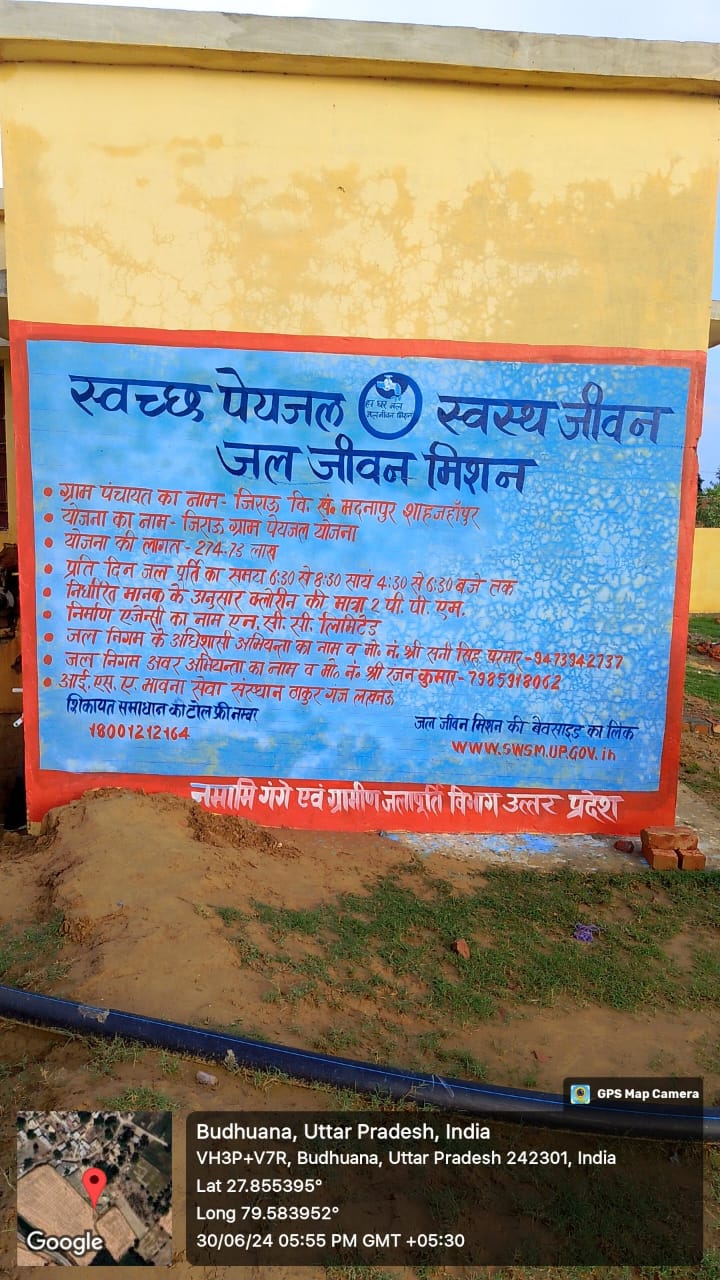 स्वच्छ पेयजल स्वस्थ जीवन
हर घर जल
जल जीवन मिशन
जल जीवन मिशन
• ग्राम पंचायत का नाम- जिराऊ वि० खं० मदनापुर शाहजहाँपुर
• योजना का नाम- जिराऊ ग्राम पेयजल योजना
• योजना की लागत- 274.73 लाख
• प्रति दिन जल पूर्ति का समय 6:30 से 8:30 सायं 4:30 से 6:30 बजे तक
• निर्धारित मानक के अनुसार क्लोरीन की मात्रा 2 पी. पी. एम.
• निर्माण एजेन्सी का नाम एन. सी. सी. लिमिटेड
• जल निगम के अधिशासी अभियन्ता का नाम व मो. नं. श्री सनी सिंह परमार-9473942737
• जल निगम अवर अभियन्ता का नाम व मो. नं. श्री रंजन कुमार-7985918062
• आई. एस. ए. भावना सेवा संस्थान ठाकुर गंज लखनऊ
शिकायत समाधान की टोल फ्री नम्बर
18001212164
जल जीवन मिशन की बेवसाइड का लिंक
WWW.SWSM.UP.GOV.in
नमामि गंगे एवं ग्रामीण जलापूर्ति विभाग उत्तर प्रदेश
GPS Map Camera
Budhuana, Uttar Pradesh, India
VH3P+V7R, Budhuana, Uttar Pradesh 242301, India
Lat 27.855395°
Long 79.583952°
30/06/24 05:55 PM GMT +05:30
Google